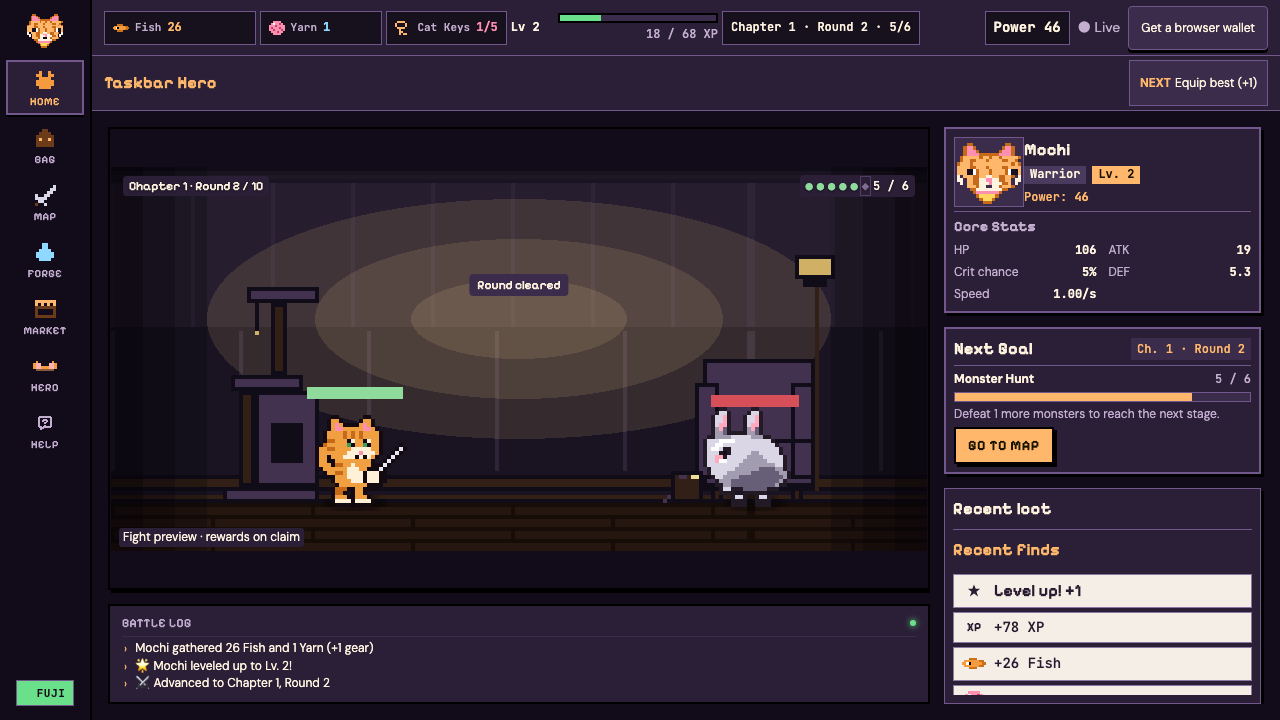 Fish 26
Yarn 1
Cat Keys 1/5
Lv 2
18 / 68 XP
Chapter 1 · Round 2 · 5/6
Power 46
Live
Get a browser wallet
Taskbar Hero
NEXT Equip best (+1)
HOME
BAG
MAP
FORGE
MARKET
HERO
HELP
FUJI
Chapter 1 · Round 2 / 10
5 / 6
Round cleared
Fight preview · rewards on claim
BATTLE LOG
› Mochi gathered 26 Fish and 1 Yarn (+1 gear)
› 🌟 Mochi leveled up to Lv. 2!
› ⚔️ Advanced to Chapter 1, Round 2
Mochi
Warrior Lv. 2
Power: 46
Core Stats
HP 106 ATK 19
Crit chance 5% DEF 5.3
Speed 1.00/s
Next Goal
Ch. 1 · Round 2
Monster Hunt 5 / 6
Defeat 1 more monsters to reach the next stage.
GO TO MAP
Recent loot
Recent Finds
★ Level up! +1
XP +78 XP
+26 Fish